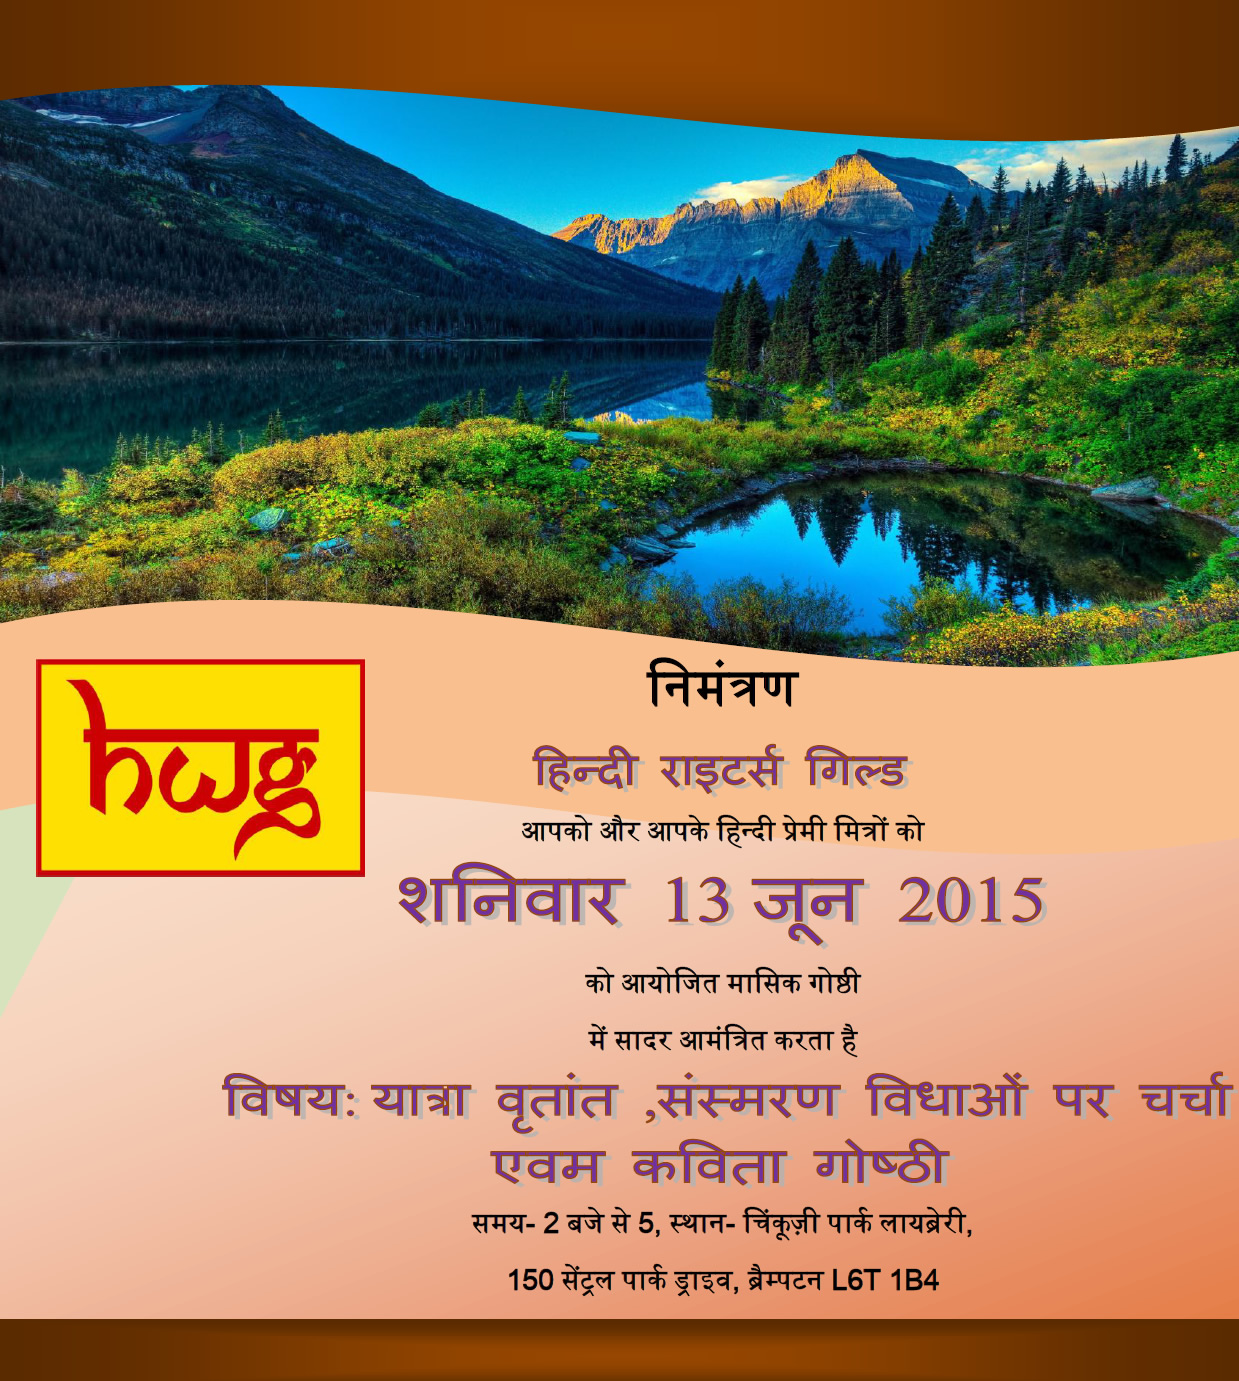 निमंत्रण
hwg
हिन्दी राइटर्स गिल्ड
आपको और आपके हिन्दी प्रेमी मित्रों को
शनिवार 13 जून 2015
को आयोजित मासिक गोष्ठी
में सादर आमंत्रित करता है
विषय: यात्रा वृतांत ,संस्मरण विधाओं पर चर्चा
एवम कविता गोष्ठी
समय- 2 बजे से 5, स्थान- चिंकूज़ी पार्क लायब्रेरी,
150 सेंट्रल पार्क ड्राइव, ब्रैम्पटन L6T 1B4